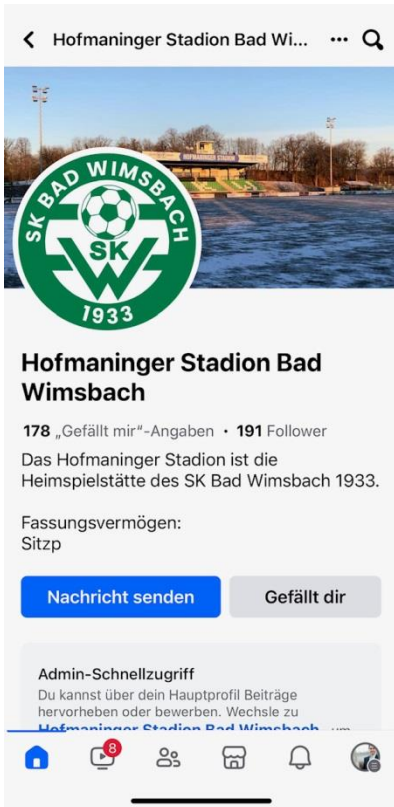 Hofmaninger Stadion Bad Wi...
HOFMANINGER STADION
SK BAD WIMSBACH
SK
W
1933
Hofmaninger Stadion Bad
Wimsbach
178 „Gefällt mir“-Angaben • 191 Follower
Das Hofmaninger Stadion ist die
Heimspielstätte des SK Bad Wimsbach 1933.
Fassungsvermögen:
Sitzp
Nachricht senden
Gefällt dir
Admin-Schnellzugriff
Du kannst über dein Hauptprofil Beiträge
hervorheben oder bewerben. Wechsle zu
Hofmaninger Stadion Bad Wimsbach, um
8